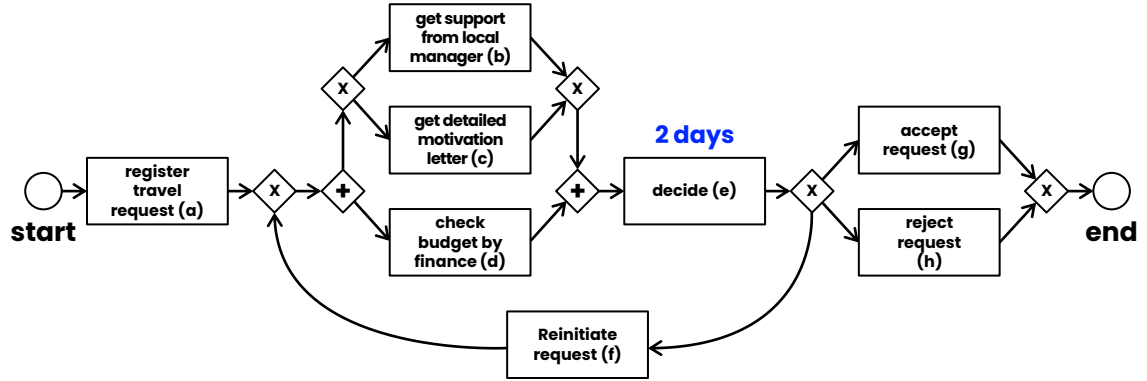 start
register
travel
request (a)
X
+
X
get support
from local
manager (b)
get detailed
motivation
letter (c)
X
check
budget by
finance (d)
+
2 days
decide (e)
X
accept
request (g)
reject
request
(h)
X
end
Reinitiate
request (f)